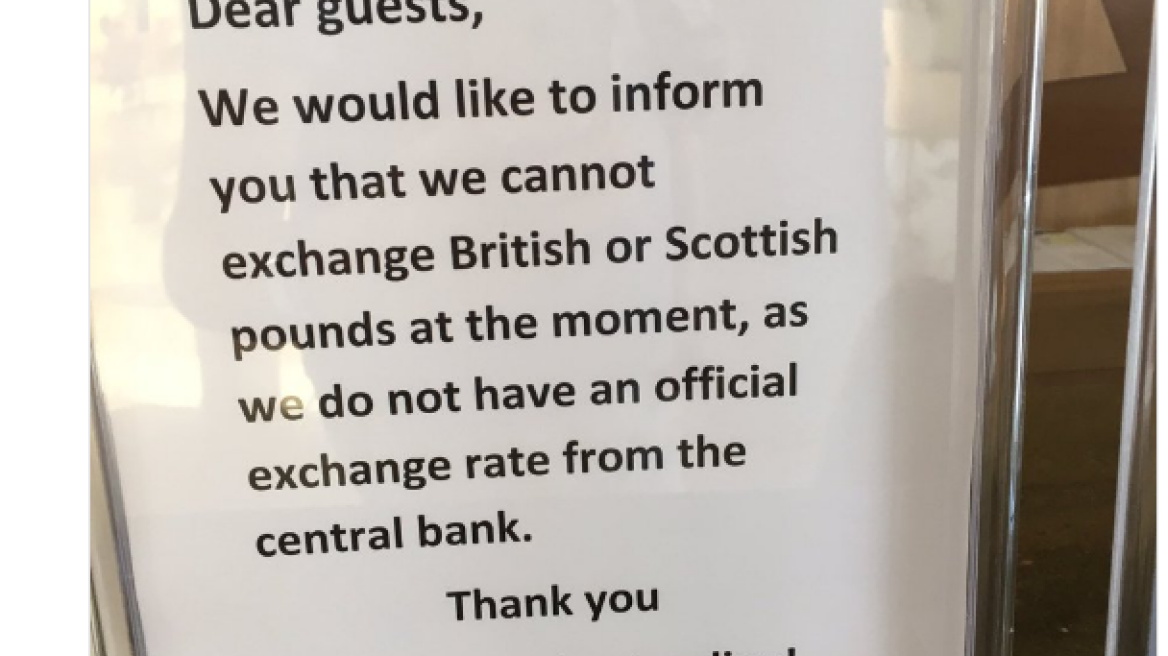 Dear guests,
We would like to inform
you that we cannot
exchange British or Scottish
pounds at the moment, as
we do not have an official
exchange rate from the
central bank.
Thank you